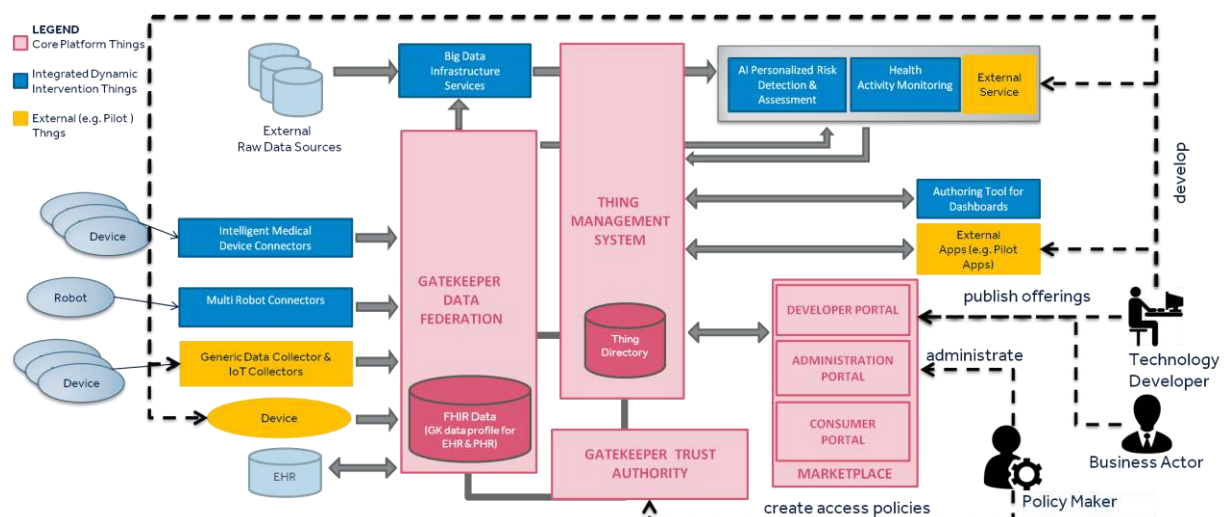 LEGEND
Core Platform Things
Integrated Dynamic
Intervention Things
External (e.g. Pilot )
Thngs
External
Raw Data Sources
Big Data
Infrastructure
Services
AI Personalized Risk
Detection &
Assessment
Health
Activity Monitoring
External
Service
develop
Device
Intelligent Medical
Device Connectors
Robot
Multi Robot Connectors
Device
Generic Data Collector &
IoT Collectors
Device
EHR
GATEKEEPER
DATA
FEDERATION
FHIR Data
(GK data profile for
EHR & PHR)
THING
MANAGEMENT
SYSTEM
Thing
Directory
GATEKEEPER TRUST
AUTHORITY
Authoring Tool for
Dashboards
External
Apps (e.g. Pilot
Apps)
DEVELOPER PORTAL
ADMINISTRATION
PORTAL
CONSUMER
PORTAL
MARKETPLACE
publish offerings
administrate
Technology
Developer
Business Actor
Policy Maker
create access policies